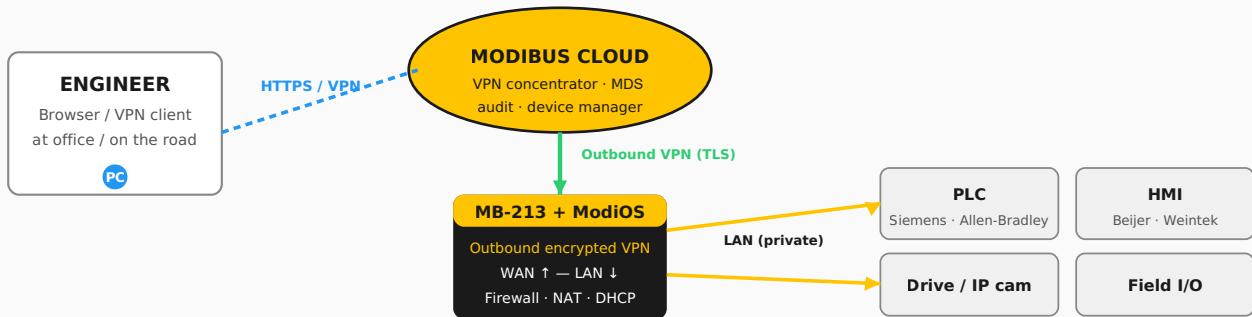 ENGINEER
Browser / VPN client
at office / on the road
PC
HTTPS / VPN
MODIBUS CLOUD
VPN concentrator · MDS
audit · device manager
Outbound VPN (TLS)
MB-213 + ModiOS
Outbound encrypted VPN
WAN ↑ — LAN ↓
Firewall · NAT · DHCP
LAN (private)
PLC
Siemens · Allen-Bradley
HMI
Beijer · Weintek
Drive / IP cam
Field I/O